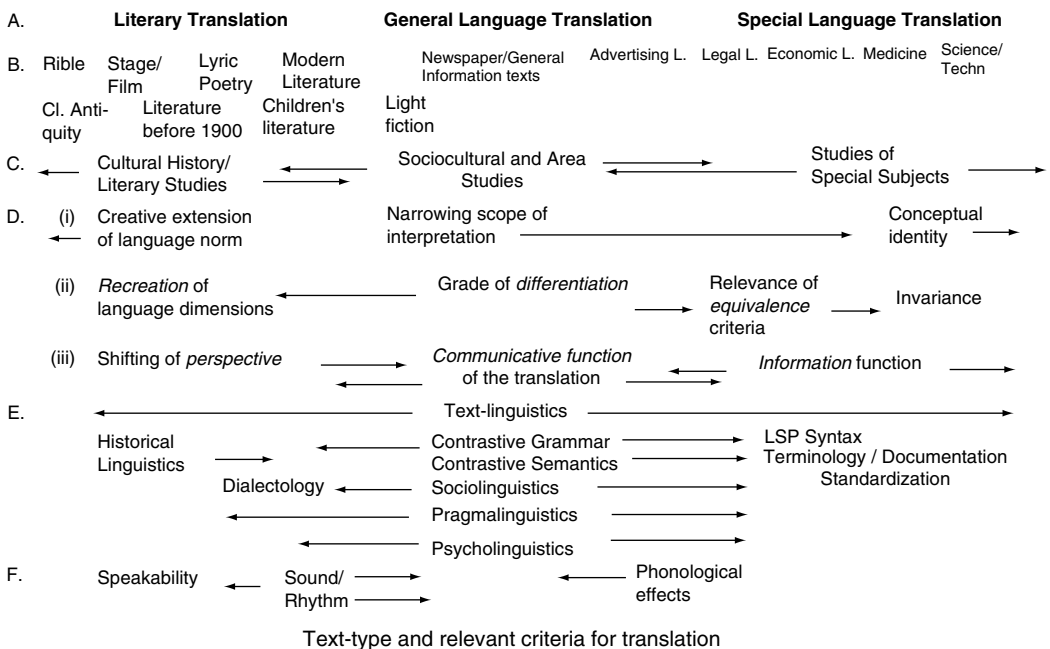 A. Literary Translation General Language Translation Special Language Translation
B. Rible Stage/ Lyric Modern Newspaper/General Advertising L. Legal L. Economic L. Medicine Science/
Film Poetry Literature Information texts Techn
Cl. Anti- Literature Children's Light
quity before 1900 literature fiction
C. Cultural History/ Sociocultural and Area Studies of
Literary Studies Studies Special Subjects
D. (i) Creative extension Narrowing scope of Conceptual
of language norm interpretation identity
(ii) Recreation of Grade of differentiation Relevance of Invariance
language dimensions equivalence
criteria
(iii) Shifting of perspective Communicative function Information function
of the translation
E. Text-linguistics
Historical Contrastive Grammar LSP Syntax
Linguistics Contrastive Semantics Terminology / Documentation
Dialectology Sociolinguistics Standardization
Pragmalinguistics
Psycholinguistics
F. Speakability Sound/ Phonological
Rhythm effects
Text-type and relevant criteria for translation